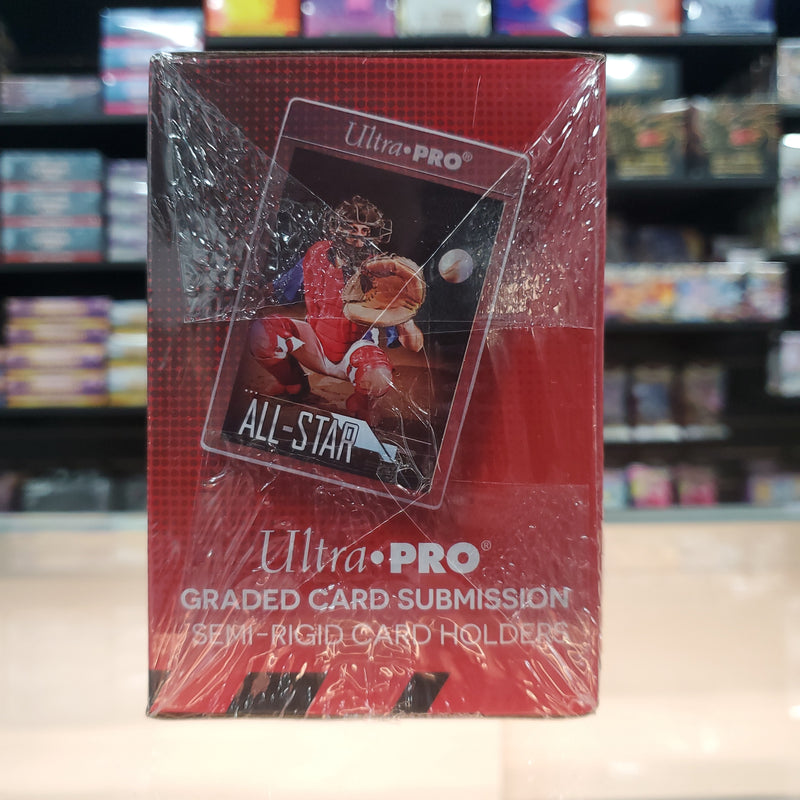 Ultra•PRO®
ALL-STAR
Ultra•PRO®
GRADED CARD SUBMISSION
SEMI-RIGID CARD HOLDERS